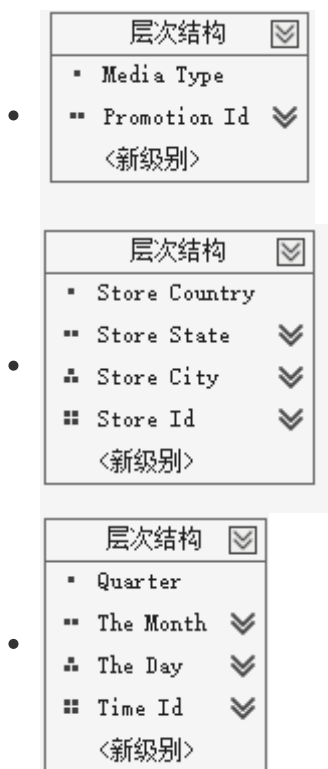 层次结构
Media Type
Promotion Id
<新级别>
层次结构
Store Country
Store State
Store City
Store Id
<新级别>
层次结构
Quarter
The Month
The Day
Time Id
<新级别>